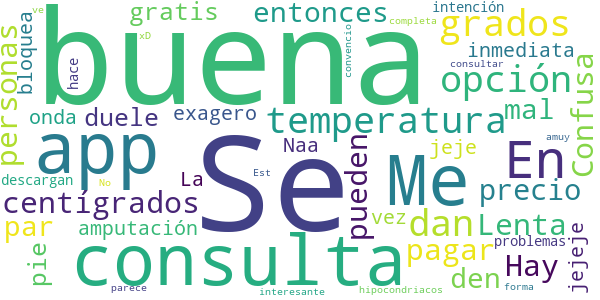 ve
xD
gratis
entonces
intención
completa
bloquea
hace
buena
convencio
grados
inmediata
consultar
personas
opción
Confusa
onda
duele
exagero
temperatura
mal
app
Se
Me
En
amuy
Naa
jeje
descargan
No
La
Est
pueden
precio
centígrados
vez
dan
Lenta
jejeje
par
amputación
pie
consulta
pagar
problemas
den
Hay
parece
interesante
hipocondriacos
forma